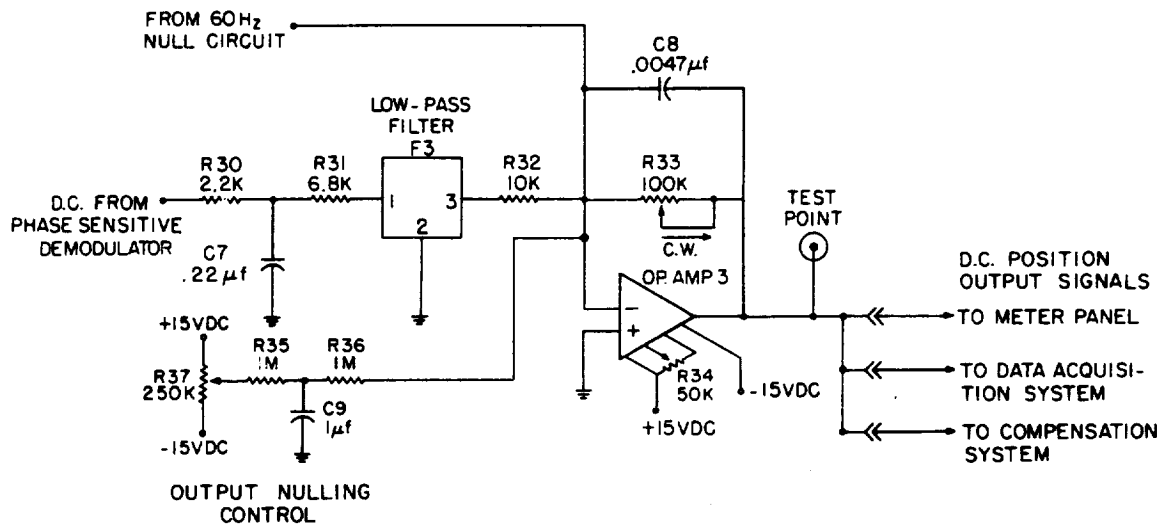 FROM 60Hz
NULL CIRCUIT
C8
.0047µf
LOW-PASS
FILTER
F3
R30
2.2K
R31
6.8K
1
3
2
R32
10K
R33
100K
C.W.
TEST
POINT
D.C. FROM
PHASE SENSITIVE
DEMODULATOR
C7
.22µf
OP. AMP 3
−
+
D.C. POSITION
OUTPUT SIGNALS
TO METER PANEL
+15VDC
R35
1M
R36
1M
R37
250K
C9
1µf
-15VDC
R34
50K
-15VDC
+15VDC
TO DATA ACQUISI-
TION SYSTEM
TO COMPENSATION
SYSTEM
OUTPUT NULLING
CONTROL